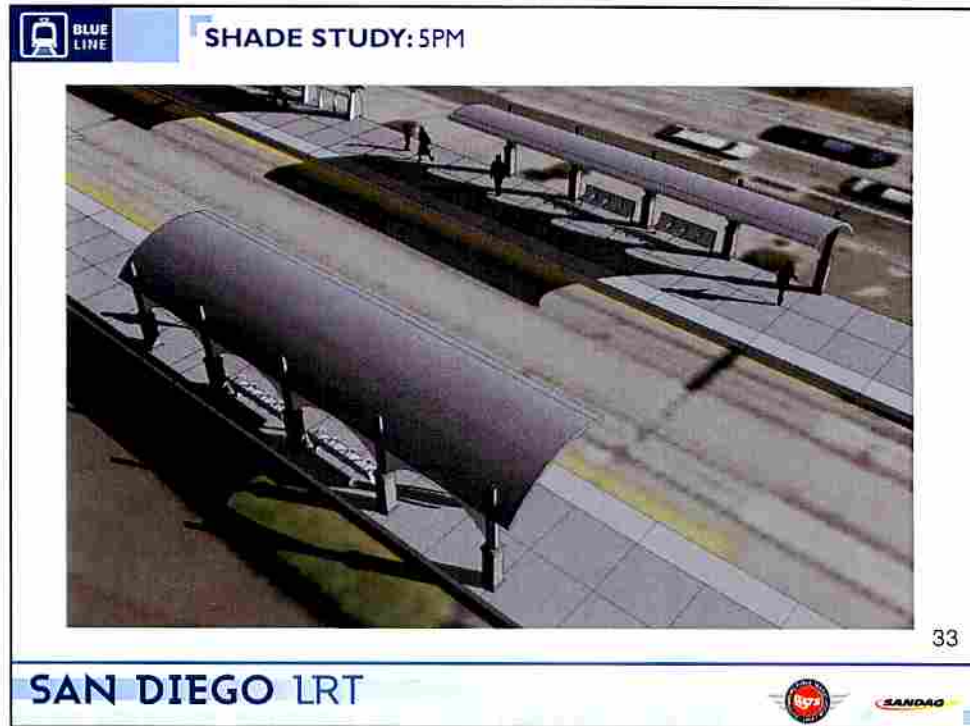 BLUE
LINE
SHADE STUDY: 5PM
33
SAN DIEGO LRT
SANDAG